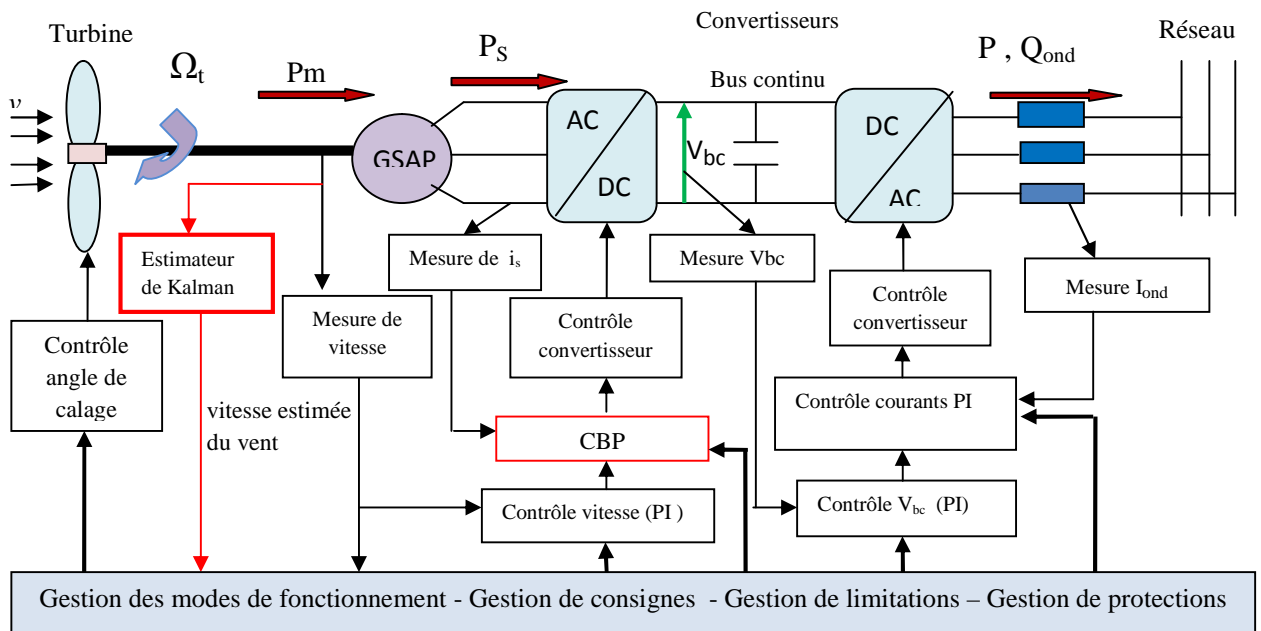 Turbine
Convertisseurs
Réseau
Ωt
Pm
PS
P , Qond
Bus continu
v
GSAP
AC
DC
Vbc
DC
AC
Estimateur
de Kalman
Mesure de is
Mesure Vbc
Mesure Iond
Contrôle
angle de
calage
Mesure de
vitesse
Contrôle
convertisseur
Contrôle
convertisseur
vitesse estimée
du vent
CBP
Contrôle courants PI
Contrôle vitesse (PI )
Contrôle Vbc (PI)
Gestion des modes de fonctionnement - Gestion de consignes - Gestion de limitations – Gestion de protections